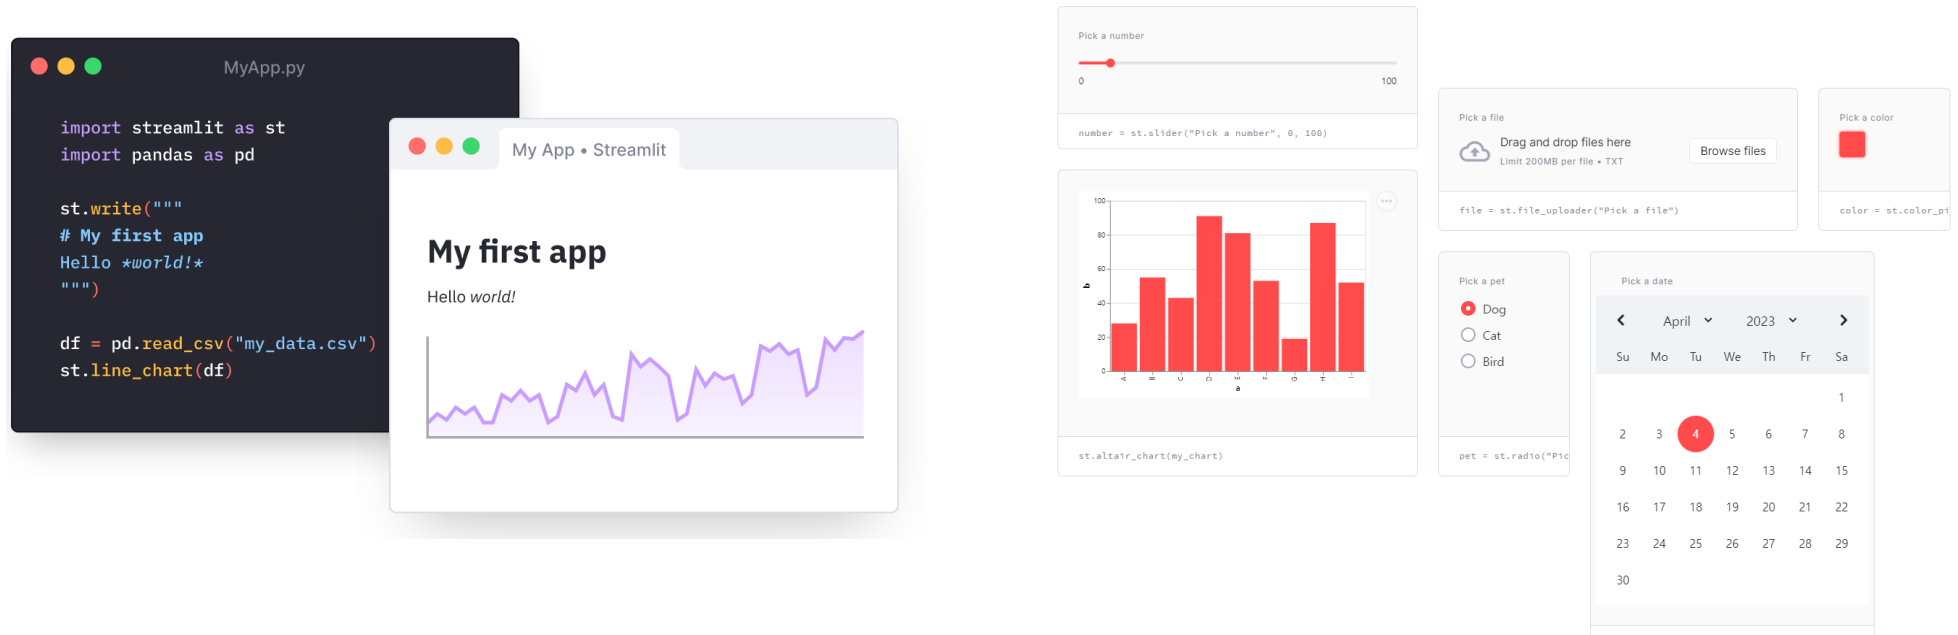 MyApp.py
import streamlit as st
import pandas as pd
st.write("""
# My first app
Hello *world!*
""")
df = pd.read_csv("my_data.csv")
st.line_chart(df)
My App • Streamlit
My first app
Hello world!
Pick a number
0 100
number = st.slider("Pick a number", 0, 100)
100
80
60
40
20
0
b
A B C D E F G H I
a
st.altair_chart(my_chart)
Pick a file
Drag and drop files here
Limit 200MB per file • TXT
Browse files
file = st.file_uploader("Pick a file")
Pick a color
color = st.color_pi
Pick a pet
Dog
Cat
Bird
pet = st.radio("Pic
Pick a date
April 2023
Su Mo Tu We Th Fr Sa
1
2 3 4 5 6 7 8
9 10 11 12 13 14 15
16 17 18 19 20 21 22
23 24 25 26 27 28 29
30